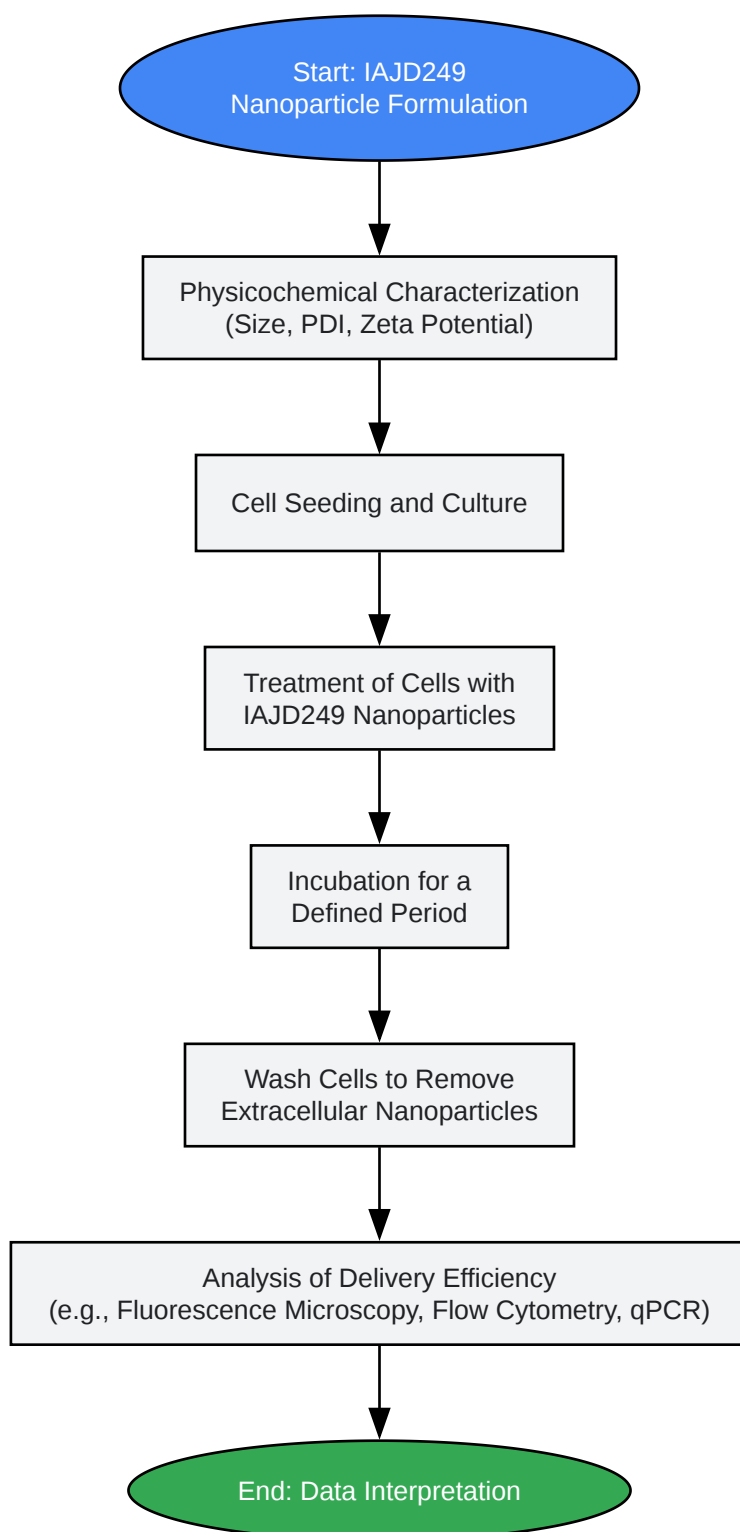 Start: IAJD249
Nanoparticle Formulation
Physicochemical Characterization
(Size, PDI, Zeta Potential)
Cell Seeding and Culture
Treatment of Cells with
IAJD249 Nanoparticles
Incubation for a
Defined Period
Wash Cells to Remove
Extracellular Nanoparticles
Analysis of Delivery Efficiency
(e.g., Fluorescence Microscopy, Flow Cytometry, qPCR)
End: Data Interpretation